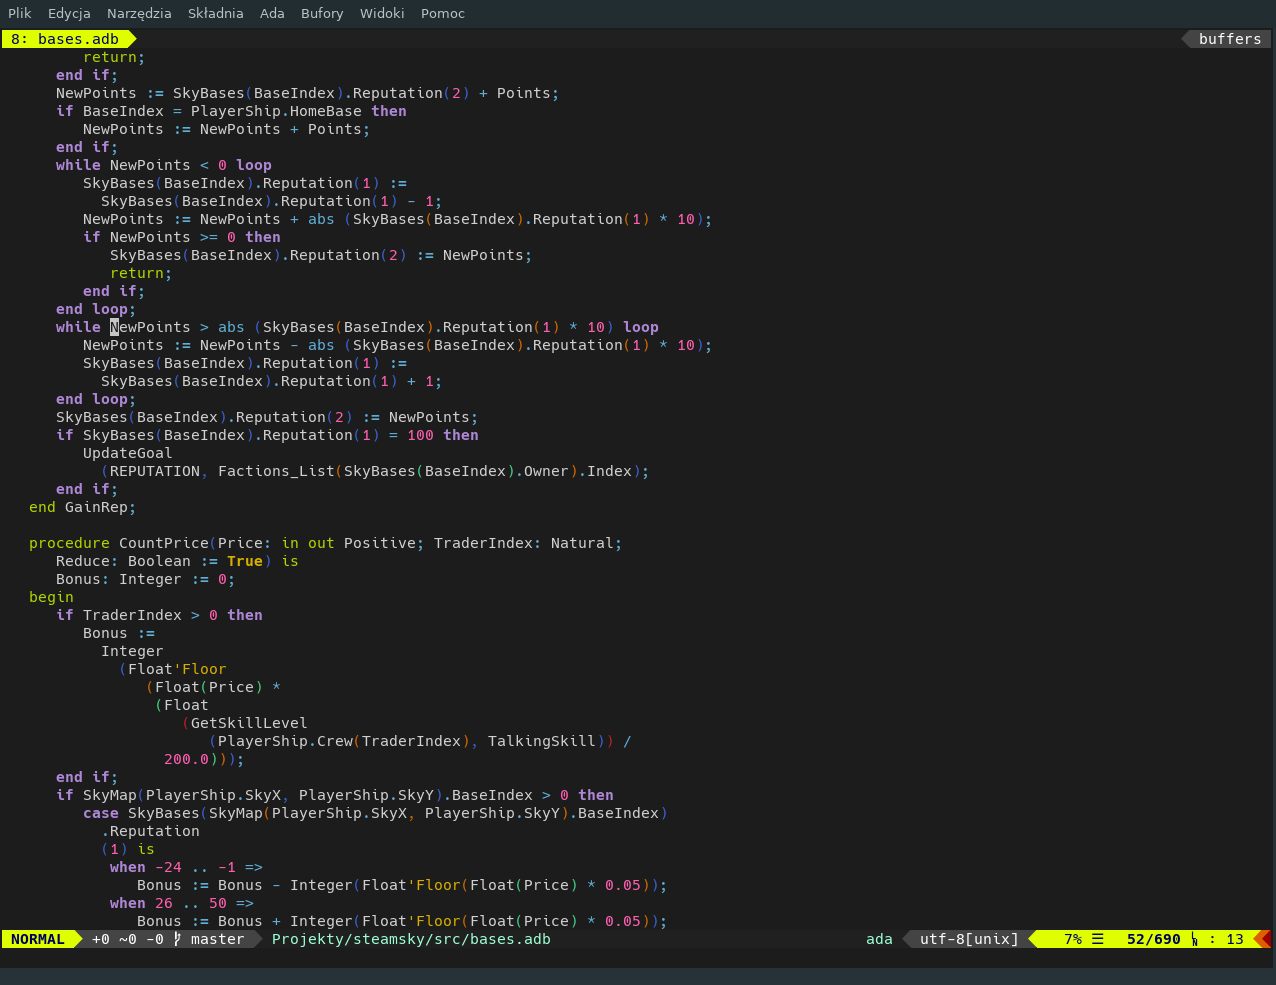 Plik Edycja Narzędzia Składnia Ada Bufory Widoki Pomoc
8: bases.adb buffers
         return;
      end if;
      NewPoints := SkyBases(BaseIndex).Reputation(2) + Points;
      if BaseIndex = PlayerShip.HomeBase then
         NewPoints := NewPoints + Points;
      end if;
      while NewPoints < 0 loop
         SkyBases(BaseIndex).Reputation(1) :=
           SkyBases(BaseIndex).Reputation(1) - 1;
         NewPoints := NewPoints + abs (SkyBases(BaseIndex).Reputation(1) * 10);
         if NewPoints >= 0 then
            SkyBases(BaseIndex).Reputation(2) := NewPoints;
            return;
         end if;
      end loop;
      while NewPoints > abs (SkyBases(BaseIndex).Reputation(1) * 10) loop
         NewPoints := NewPoints - abs (SkyBases(BaseIndex).Reputation(1) * 10);
         SkyBases(BaseIndex).Reputation(1) :=
           SkyBases(BaseIndex).Reputation(1) + 1;
      end loop;
      SkyBases(BaseIndex).Reputation(2) := NewPoints;
      if SkyBases(BaseIndex).Reputation(1) = 100 then
         UpdateGoal
           (REPUTATION, Factions_List(SkyBases(BaseIndex).Owner).Index);
      end if;
   end GainRep;

   procedure CountPrice(Price: in out Positive; TraderIndex: Natural;
      Reduce: Boolean := True) is
      Bonus: Integer := 0;
   begin
      if TraderIndex > 0 then
         Bonus :=
           Integer
             (Float'Floor
                (Float(Price) *
                 (Float
                    (GetSkillLevel
                       (PlayerShip.Crew(TraderIndex), TalkingSkill)) /
                  200.0)));
      end if;
      if SkyMap(PlayerShip.SkyX, PlayerShip.SkyY).BaseIndex > 0 then
         case SkyBases(SkyMap(PlayerShip.SkyX, PlayerShip.SkyY).BaseIndex)
           .Reputation
           (1) is
            when -24 .. -1 =>
               Bonus := Bonus - Integer(Float'Floor(Float(Price) * 0.05));
            when 26 .. 50 =>
               Bonus := Bonus + Integer(Float'Floor(Float(Price) * 0.05));
NORMAL +0 ~0 -0 master Projekty/steamsky/src/bases.adb ada utf-8[unix] 7% ☰ 52/690 : 13